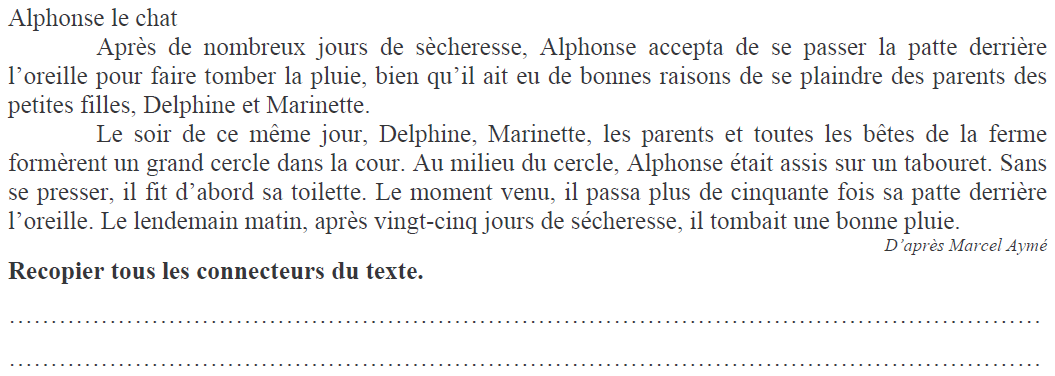 Alphonse le chat
Après de nombreux jours de sècheresse, Alphonse accepta de se passer la patte derrière
l’oreille pour faire tomber la pluie, bien qu’il ait eu de bonnes raisons de se plaindre des parents des
petites filles, Delphine et Marinette.
Le soir de ce même jour, Delphine, Marinette, les parents et toutes les bêtes de la ferme
formèrent un grand cercle dans la cour. Au milieu du cercle, Alphonse était assis sur un tabouret. Sans
se presser, il fit d’abord sa toilette. Le moment venu, il passa plus de cinquante fois sa patte derrière
l’oreille. Le lendemain matin, après vingt-cinq jours de sécheresse, il tombait une bonne pluie.
D’après Marcel Aymé
Recopier tous les connecteurs du texte.
…………………………………………………………………………………………………………
…………………………………………………………………………………………………………